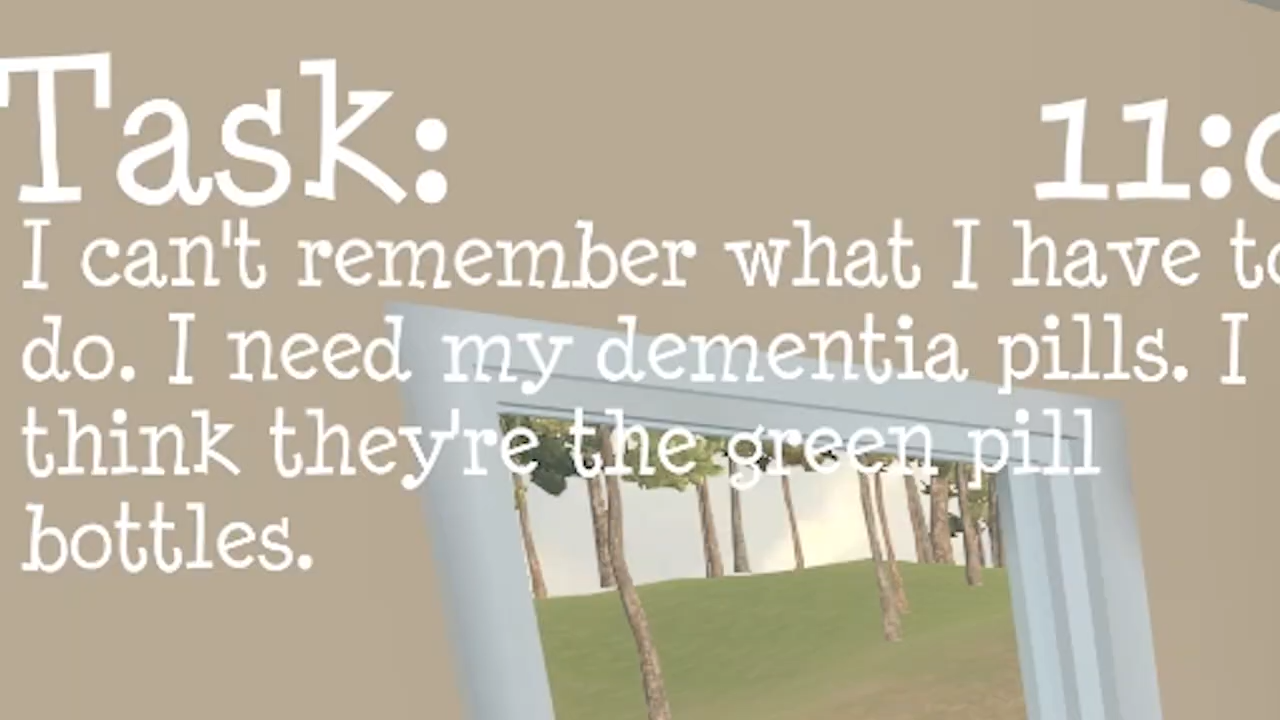 Task: 11:
I can't remember what I have to
do. I need my dementia pills. I
think they're the green pill
bottles.